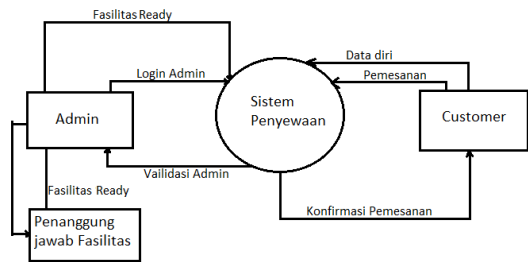 Fasilitas Ready
Data diri
Login Admin
Pemesanan
Sistem
Penyewaan
Admin
Customer
Vailidasi Admin
Fasilitas Ready
Penanggung
jawab Fasilitas
Konfirmasi Pemesanan